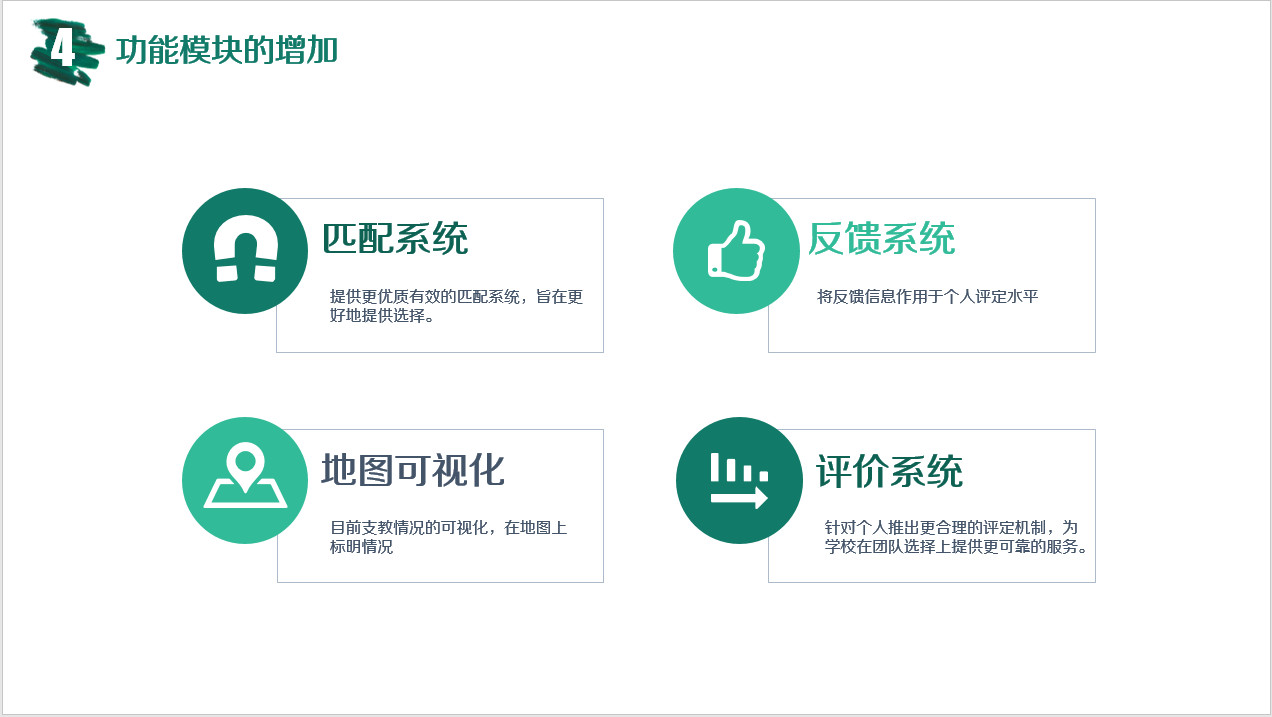 4
功能模块的增加
匹配系统
提供更优质有效的匹配系统，旨在更
好地提供选择。
反馈系统
将反馈信息作用于个人评定水平
地图可视化
目前支教情况的可视化，在地图上
标明情况
评价系统
针对个人推出更合理的评定机制，为
学校在团队选择上提供更可靠的服务。